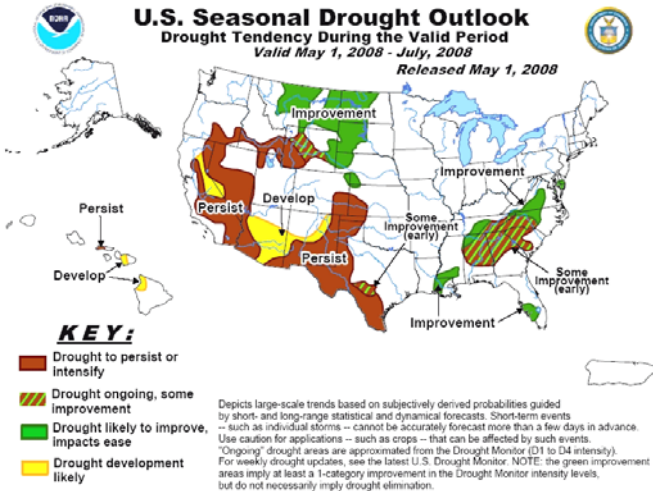 NOAA
U.S. Seasonal Drought Outlook
Drought Tendency During the Valid Period
Valid May 1, 2008 - July, 2008
Released May 1, 2008
Improvement
Improvement
Develop
Persist
Persist
Some
Improvement
(early)
Develop
Persist
Some
Improvement
(early)
Improvement
KEY:
Drought to persist or
intensify
Drought ongoing, some
improvement
Drought likely to improve,
impacts ease
Drought development
likely
Depicts large-scale trends based on subjectively derived probabilities guided
by short- and long-range statistical and dynamical forecasts. Short-term events
-- such as individual storms -- cannot be accurately forecast more than a few days in advance.
Use caution for applications -- such as crops -- that can be affected by such events.
"Ongoing" drought areas are approximated from the Drought Monitor (D1 to D4 intensity).
For weekly drought updates, see the latest U.S. Drought Monitor. NOTE: the green improvement
areas imply at least a 1-category improvement in the Drought Monitor intensity levels,
but do not necessarily imply drought elimination.